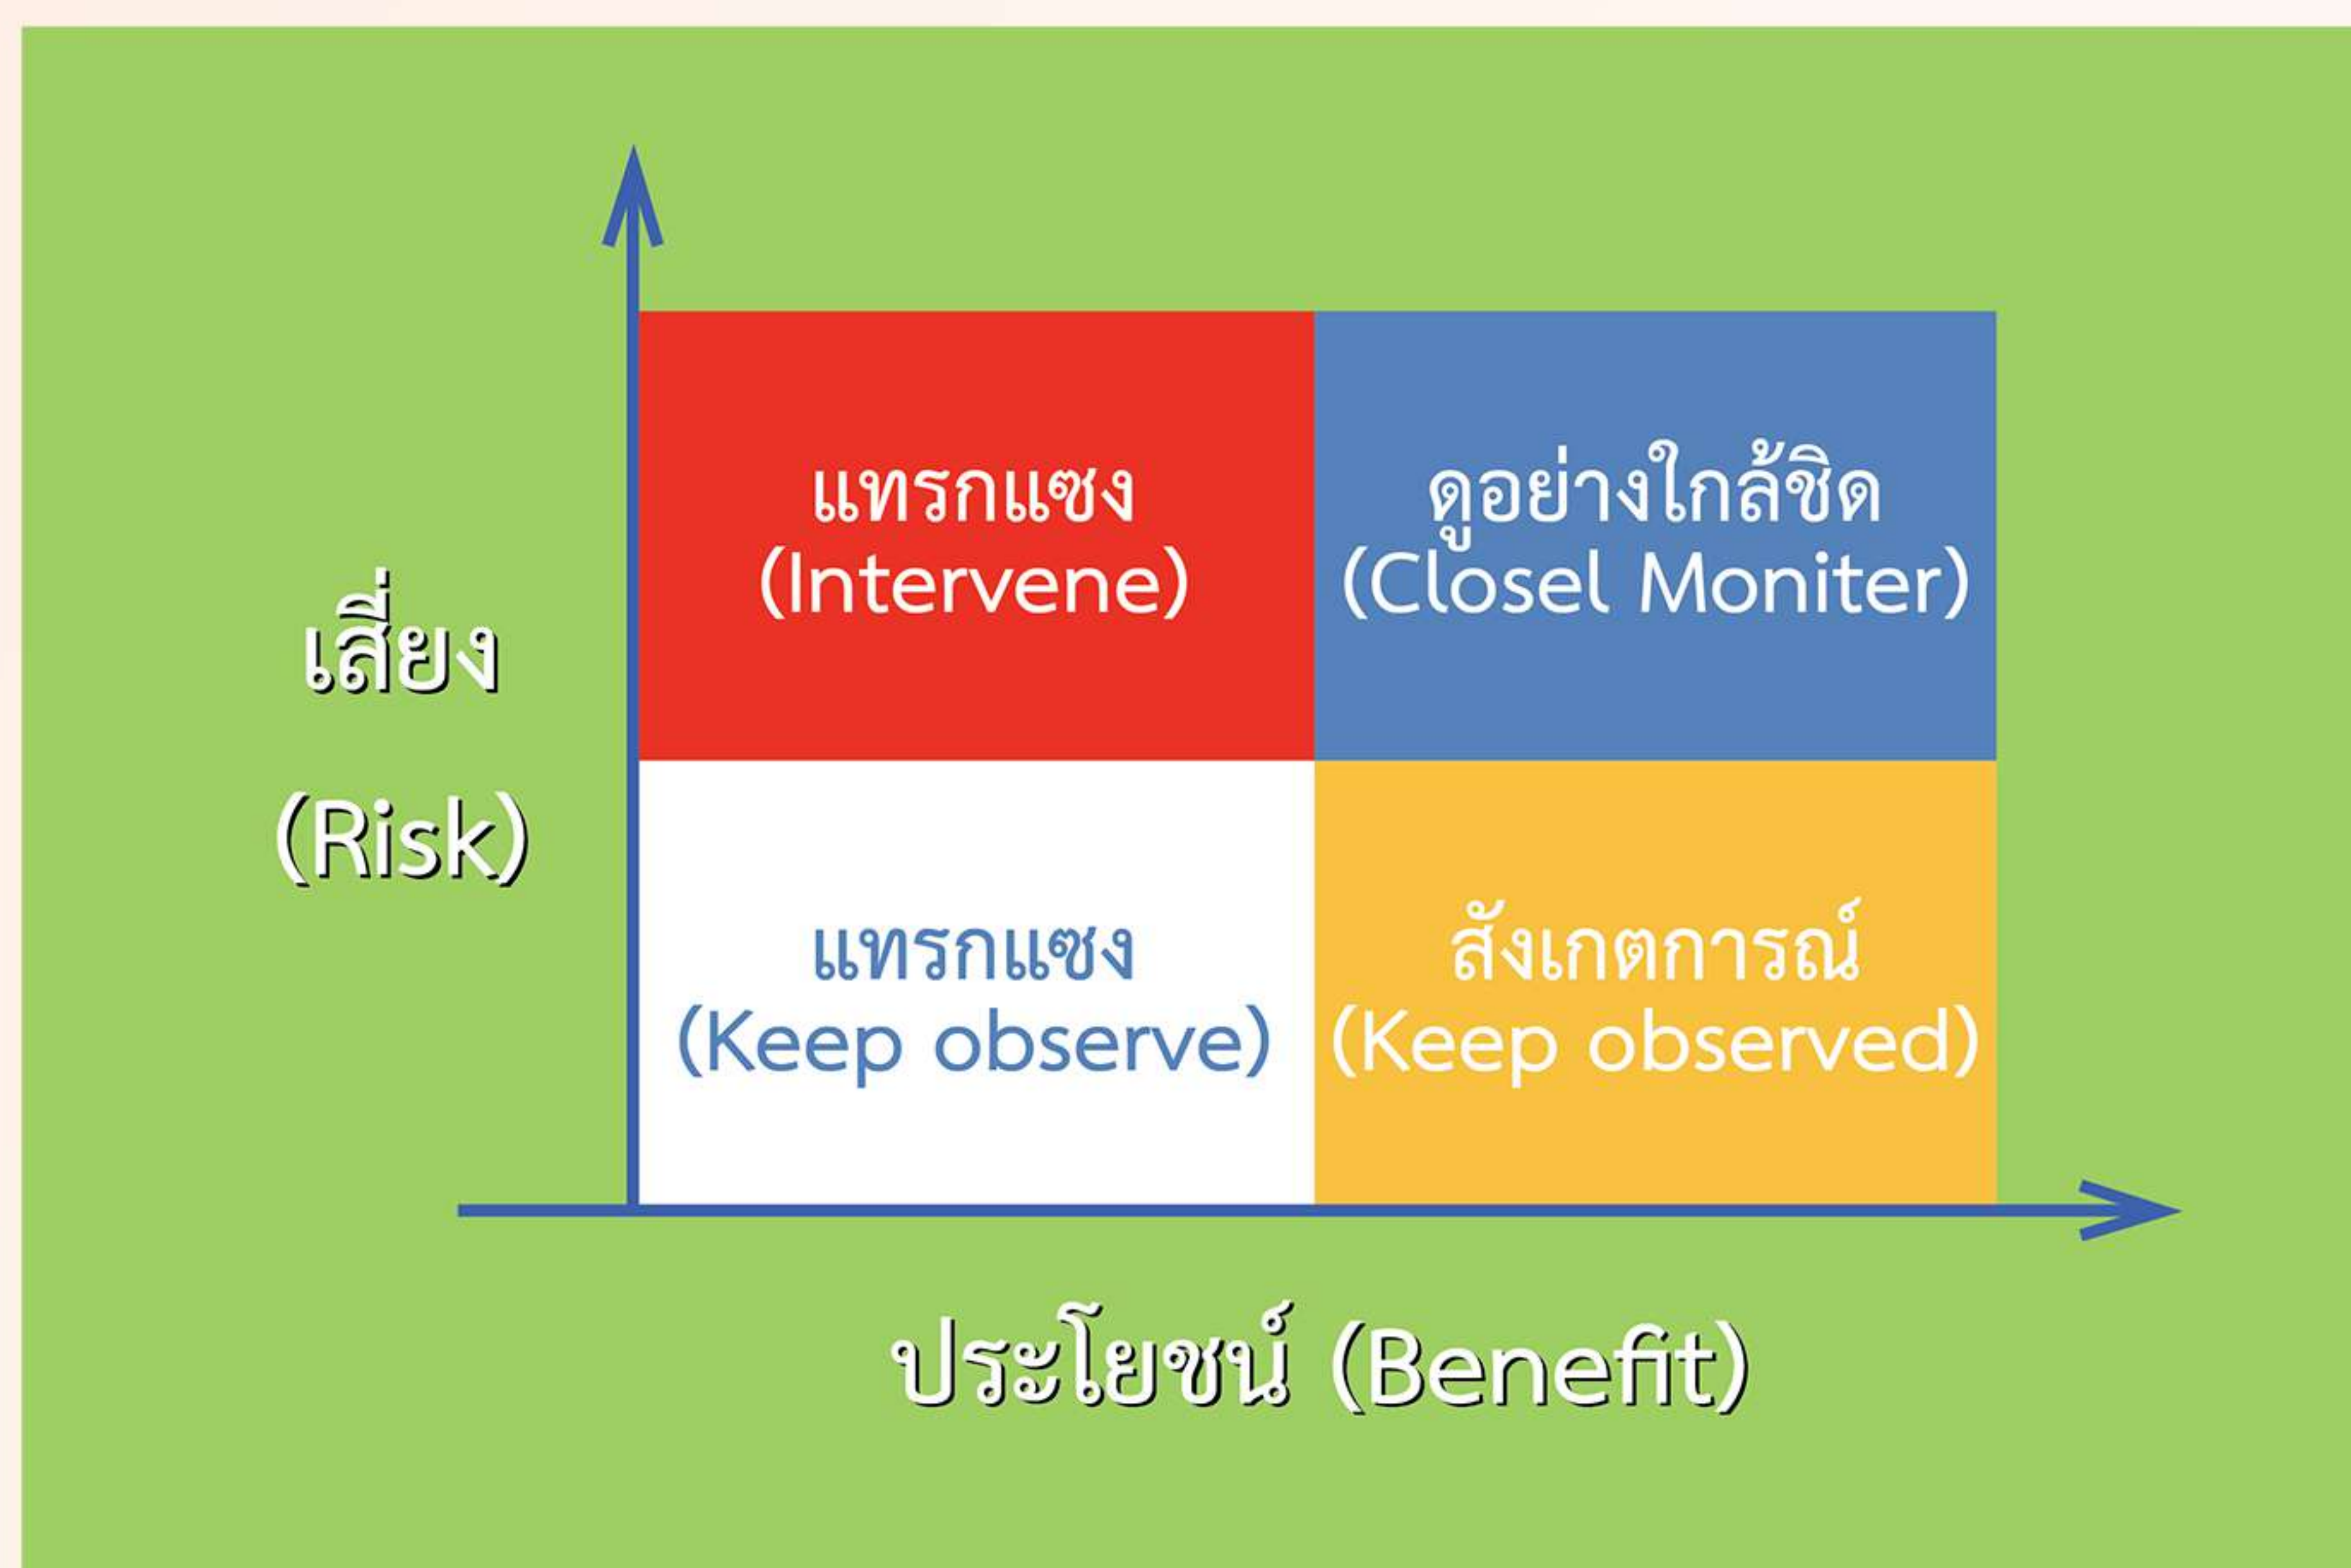 แทรกแซง
(Intervene)
ดูอย่างใกล้ชิด
(Closel Moniter)
เสี่ยง
(Risk)
แทรกแซง
(Keep observe)
สังเกตการณ์
(Keep observed)
ประโยชน์ (Benefit)